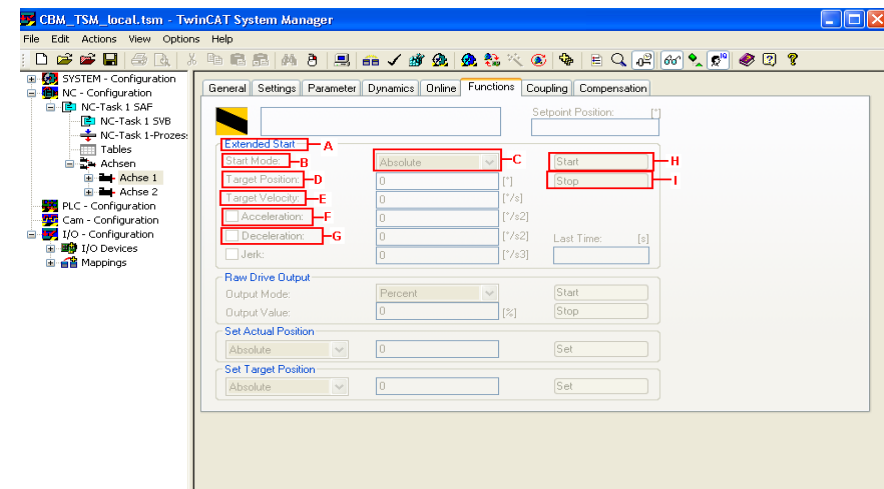 CBM_TSM_local.tsm - TwinCAT System Manager
File Edit Actions View Options Help
SYSTEM - Configuration
NC - Configuration
NC-Task 1 SAF
NC-Task 1 SVB
NC-Task 1-Prozes
Tables
Achsen
Achse 1
Achse 2
PLC - Configuration
Cam - Configuration
I/O - Configuration
I/O Devices
Mappings
General Settings Parameter Dynamics Online Functions Coupling Compensation
Setpoint Position: [°]
Extended Start A
Start Mode: B Absolute C Start H
Target Position: D 0 [°] Stop I
Target Velocity: E 0 [°/s]
Acceleration: F 0 [°/s2]
Deceleration: G 0 [°/s2] Last Time: [s]
Jerk: 0 [°/s3]
Raw Drive Output
Output Mode: Percent Start
Output Value: 0 [%] Stop
Set Actual Position
Absolute 0 Set
Set Target Position
Absolute 0 Set